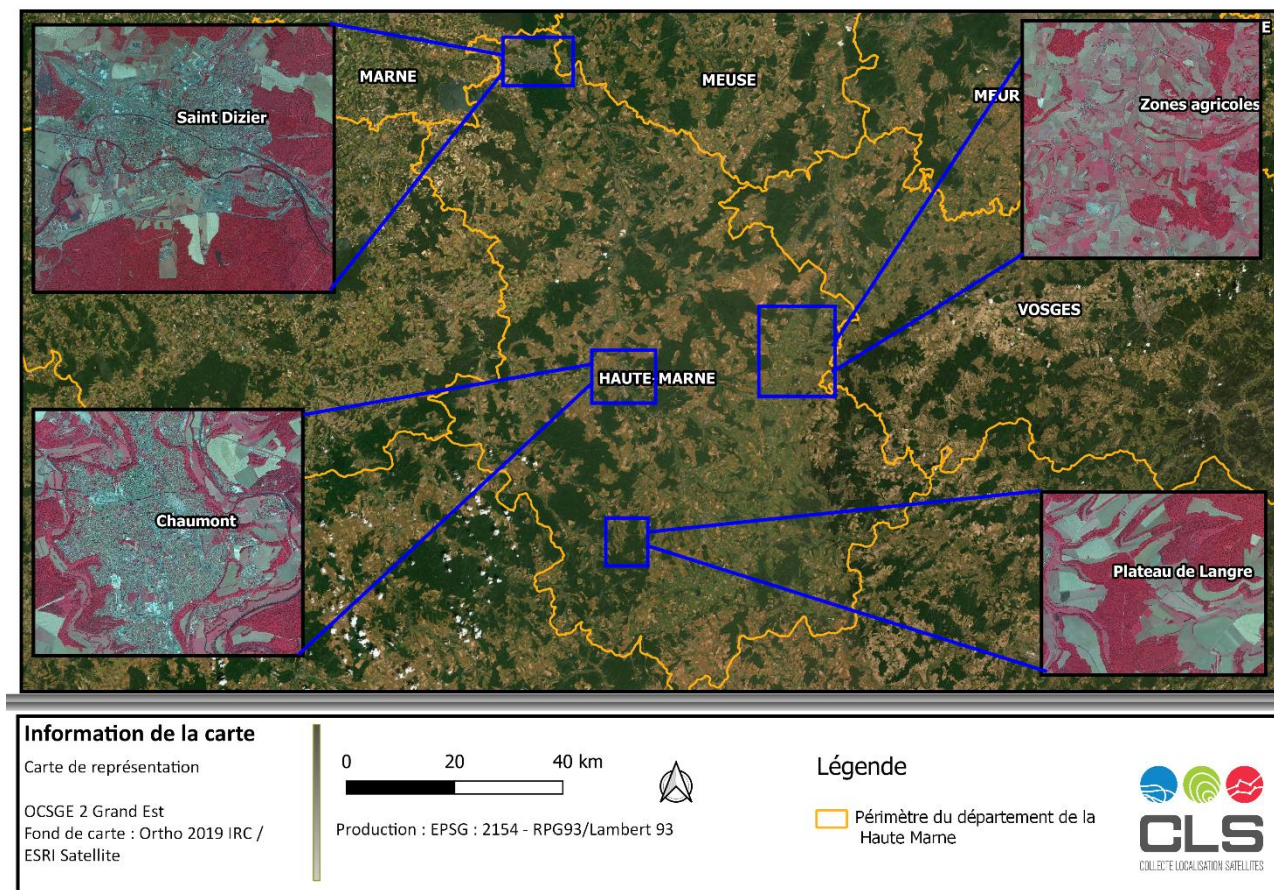 MARNE
MEUSE
E
MEUR
Saint Dizier
Zones agricoles
VOSGES
HAUTE-MARNE
Chaumont
Plateau de Langre
Information de la carte
Carte de représentation
OCSGE 2 Grand Est
Fond de carte : Ortho 2019 IRC /
ESRI Satellite
0 20 40 km
Production : EPSG : 2154 - RPG93/Lambert 93
Légende
Périmètre du département de la
Haute Marne
CLS
COLLECTE LOCALISATION SATELLITES